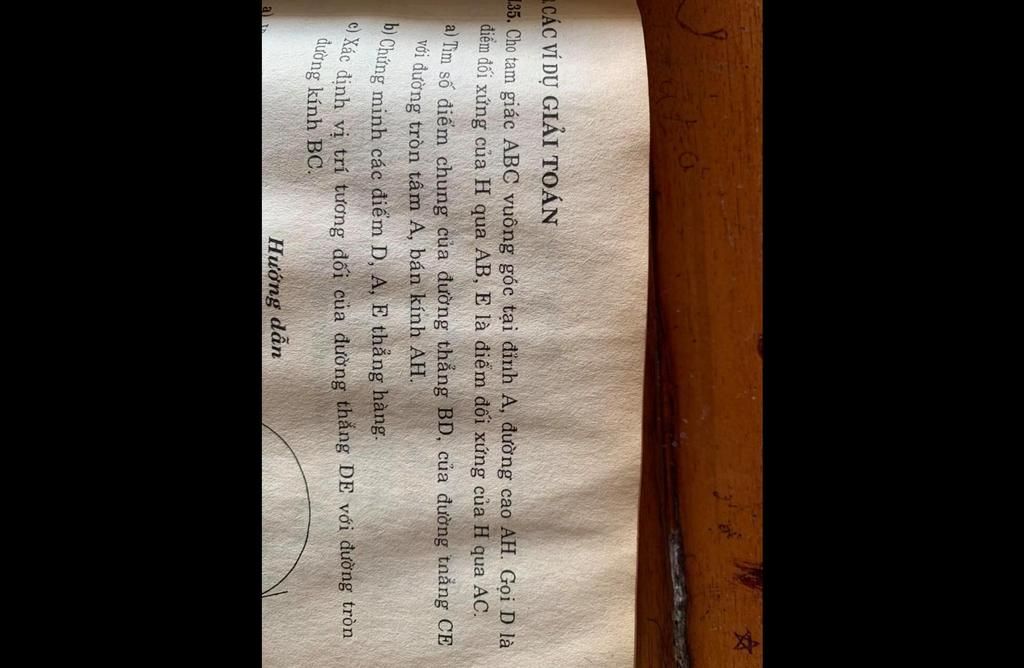 CÁC VÍ DỤ GIẢI TOÁN
135. Cho tam giác ABC vuông góc tại đỉnh A, đường cao AH. Gọi D là
điểm đối xứng của H qua AB, E là điểm đối xứng của H qua AC.
a) Tìm số điểm chung của đường thẳng BD, của đường thẳng CE
với đường tròn tâm A, bán kính AH.
b) Chứng minh các điểm D, A, E thẳng hàng.
c) Xác định vị trí tương đối của đường thẳng DE với đường tròn
đường kính BC.
Hướng dẫn
a)